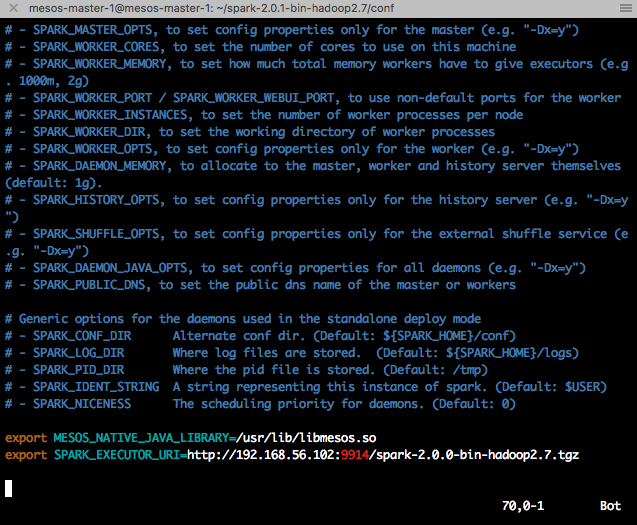 mesos-master-1@mesos-master-1: ~/spark-2.0.1-bin-hadoop2.7/conf
# - SPARK_MASTER_OPTS, to set config properties only for the master (e.g. "-Dx=y")
# - SPARK_WORKER_CORES, to set the number of cores to use on this machine
# - SPARK_WORKER_MEMORY, to set how much total memory workers have to give executors (e.g
. 1000m, 2g)
# - SPARK_WORKER_PORT / SPARK_WORKER_WEBUI_PORT, to use non-default ports for the worker
# - SPARK_WORKER_INSTANCES, to set the number of worker processes per node
# - SPARK_WORKER_DIR, to set the working directory of worker processes
# - SPARK_WORKER_OPTS, to set config properties only for the worker (e.g. "-Dx=y")
# - SPARK_DAEMON_MEMORY, to allocate to the master, worker and history server themselves
(default: 1g).
# - SPARK_HISTORY_OPTS, to set config properties only for the history server (e.g. "-Dx=y
")
# - SPARK_SHUFFLE_OPTS, to set config properties only for the external shuffle service (e
.g. "-Dx=y")
# - SPARK_DAEMON_JAVA_OPTS, to set config properties for all daemons (e.g. "-Dx=y")
# - SPARK_PUBLIC_DNS, to set the public dns name of the master or workers
# Generic options for the daemons used in the standalone deploy mode
# - SPARK_CONF_DIR      Alternate conf dir. (Default: ${SPARK_HOME}/conf)
# - SPARK_LOG_DIR       Where log files are stored.  (Default: ${SPARK_HOME}/logs)
# - SPARK_PID_DIR       Where the pid file is stored. (Default: /tmp)
# - SPARK_IDENT_STRING  A string representing this instance of spark. (Default: $USER)
# - SPARK_NICENESS      The scheduling priority for daemons. (Default: 0)
export MESOS_NATIVE_JAVA_LIBRARY=/usr/lib/libmesos.so
export SPARK_EXECUTOR_URI=http://192.168.56.102:9914/spark-2.0.0-bin-hadoop2.7.tgz
70,0-1 Bot